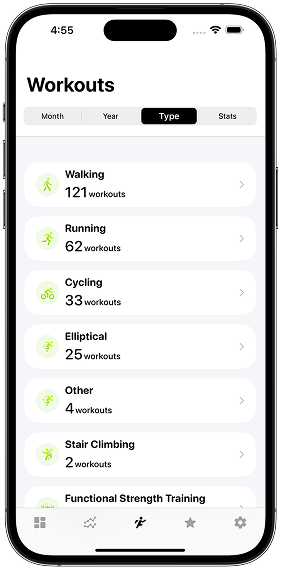 4:55
Workouts
Month Year Type Stats
Walking
121 workouts
Running
62 workouts
Cycling
33 workouts
Elliptical
25 workouts
Other
4 workouts
Stair Climbing
2 workouts
Functional Strength Training